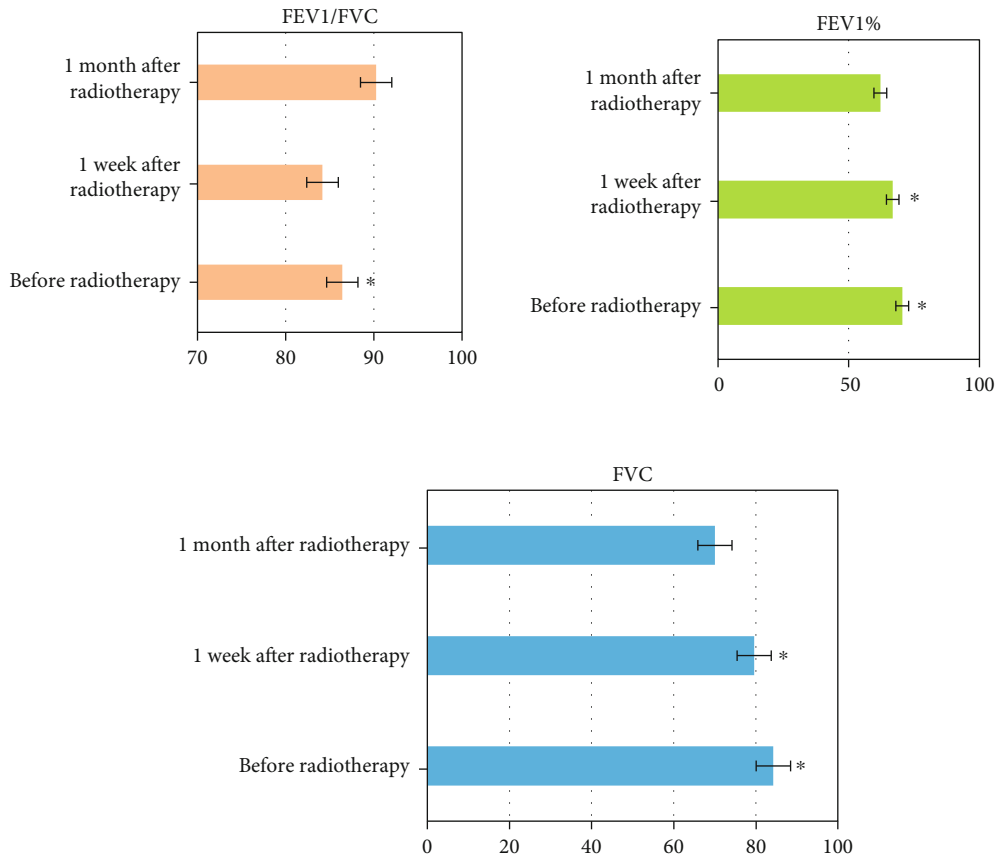 FEV1/FVC
1 month after
radiotherapy
1 week after
radiotherapy
*
Before radiotherapy
70 80 90 100
FEV1%
1 month after
radiotherapy
1 week after
radiotherapy
*
Before radiotherapy
*
0 50 100
FVC
1 month after radiotherapy
1 week after radiotherapy
*
Before radiotherapy
*
0 20 40 60 80 100